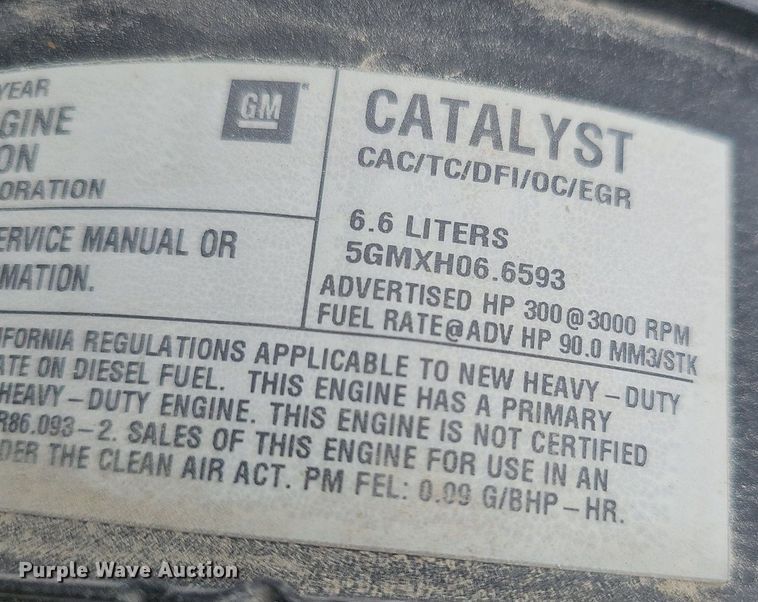 YEAR
GINE
ON
ORATION
GM
ERVICE MANUAL OR
MATION.
CATALYST
CAC/TC/DFI/OC/EGR
6.6 LITERS
5GMXH06.6593
ADVERTISED HP 300@3000 RPM
FUEL RATE@ADV HP 90.0 MM3/STK
IFORNIA REGULATIONS APPLICABLE TO NEW HEAVY-DUTY
ATE ON DIESEL FUEL. THIS ENGINE HAS A PRIMARY
HEAVY-DUTY ENGINE. THIS ENGINE IS NOT CERTIFIED
R86.093-2. SALES OF THIS ENGINE FOR USE IN AN
DER THE CLEAN AIR ACT. PM FEL: 0.09 G/BHP-HR.
Purple Wave Auction